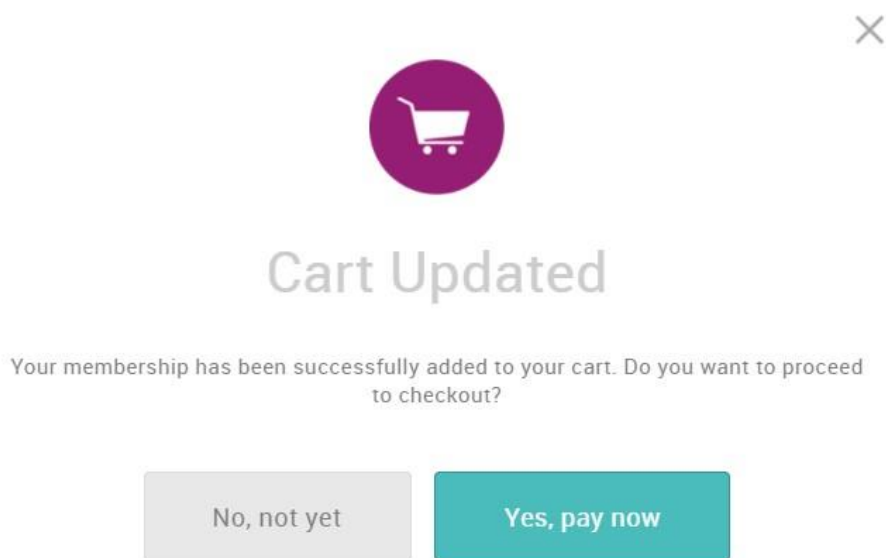 Cart Updated
Your membership has been successfully added to your cart. Do you want to proceed
to checkout?
No, not yet
Yes, pay now